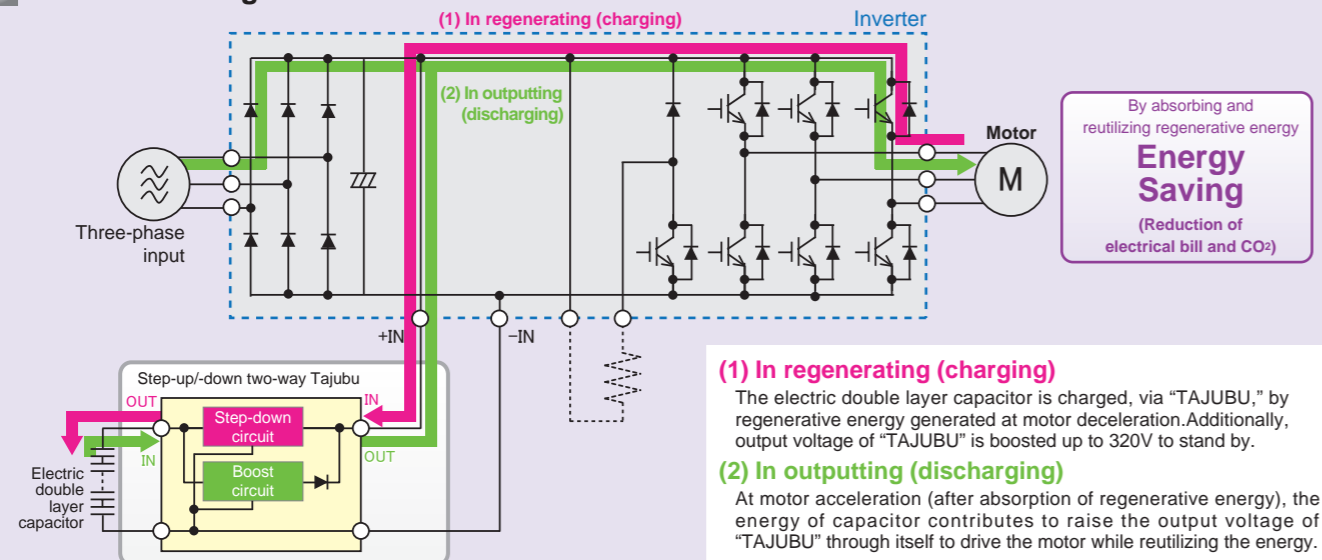 (1) In regenerating (charging)
Inverter
(2) In outputting
(discharging)
Three-phase
input
Motor
M
By absorbing and
reutilizing regenerative energy
Energy
Saving
(Reduction of
electrical bill and CO2)
+IN
−IN
Step-up/-down two-way Tajubu
OUT
IN
Step-down
circuit
IN
OUT
Boost
circuit
Electric
double
layer
capacitor
(1) In regenerating (charging)
The electric double layer capacitor is charged, via “TAJUBU,” by
regenerative energy generated at motor deceleration.Additionally,
output voltage of “TAJUBU” is boosted up to 320V to stand by.
(2) In outputting (discharging)
At motor acceleration (after absorption of regenerative energy), the
energy of capacitor contributes to raise the output voltage of
“TAJUBU” through itself to drive the motor while reutilizing the energy.